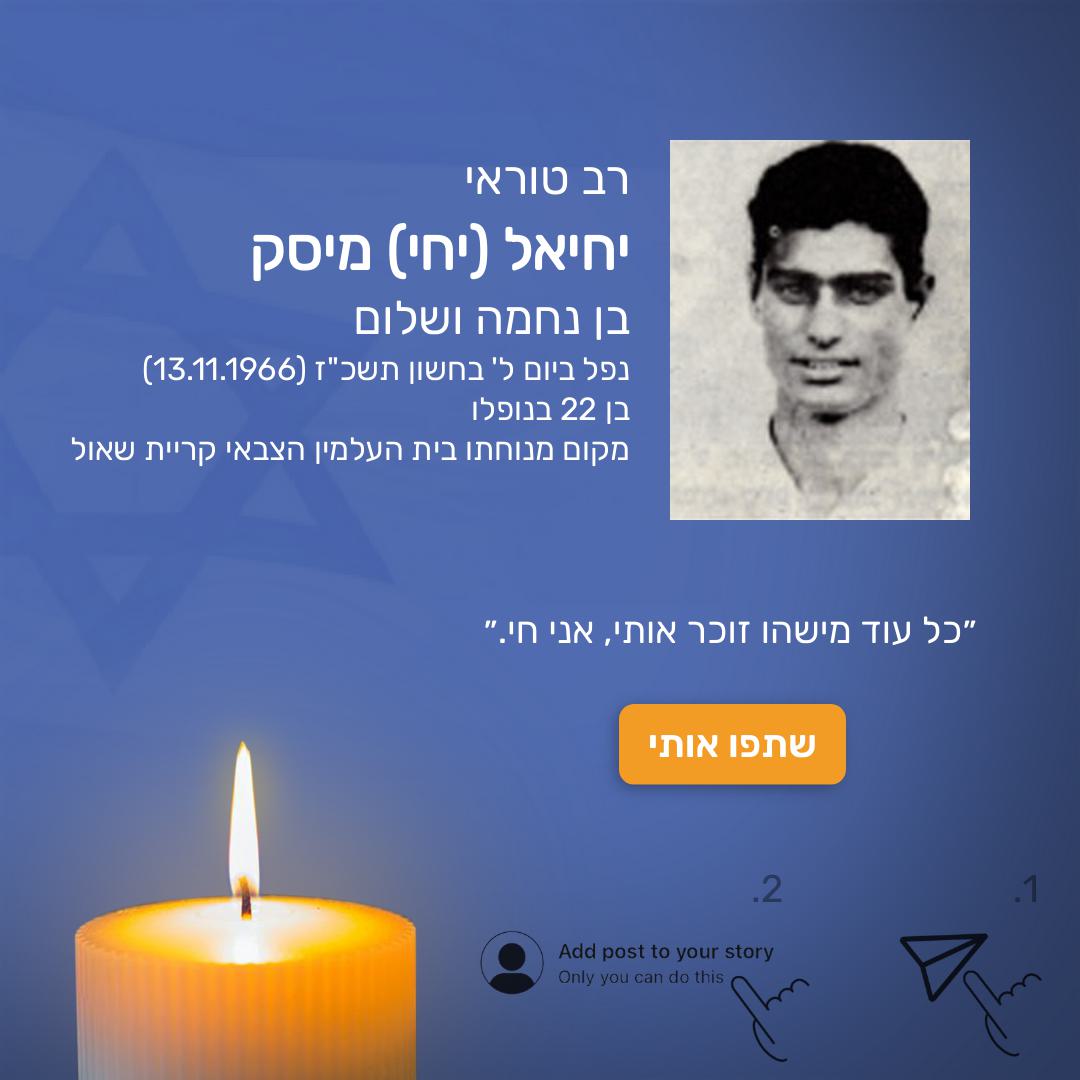 רב טוראי
יחיאל (יחי) מיסק
בן נחמה ושלום
נפל ביום ל' בחשוון תשכ"ז (13.11.1966)
בן 22 בנופלו
מקום מנוחתו בית העלמין הצבאי קריית שאול
״כל עוד מישהו זוכר אותי, אני חי.״
שתפו אותי
1.
2.
Add post to your story
Only you can do this